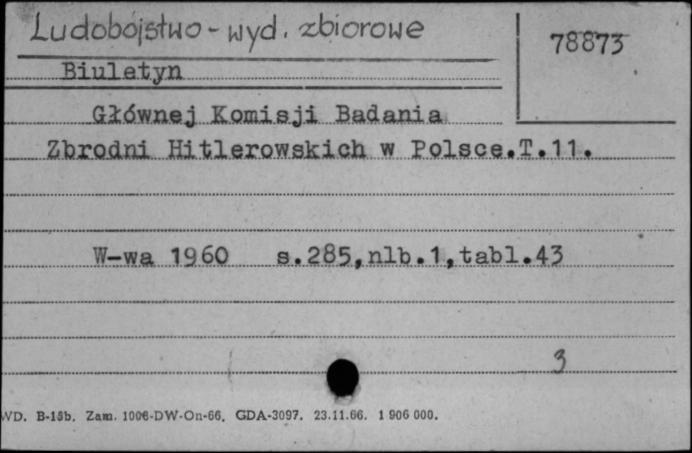 Ludobójstwo - wyd. zbiorowe
78873
Biuletyn
Głównej Komisji Badania
Zbrodni Hitlerowskich w Polsce.T.11.
W-wa 1960 s.285,nlb.1,tabl.43
3
WD. B-15b. Zam. 1006-DW-On-66. GDA-3097. 23.11.66. 1 906 000.